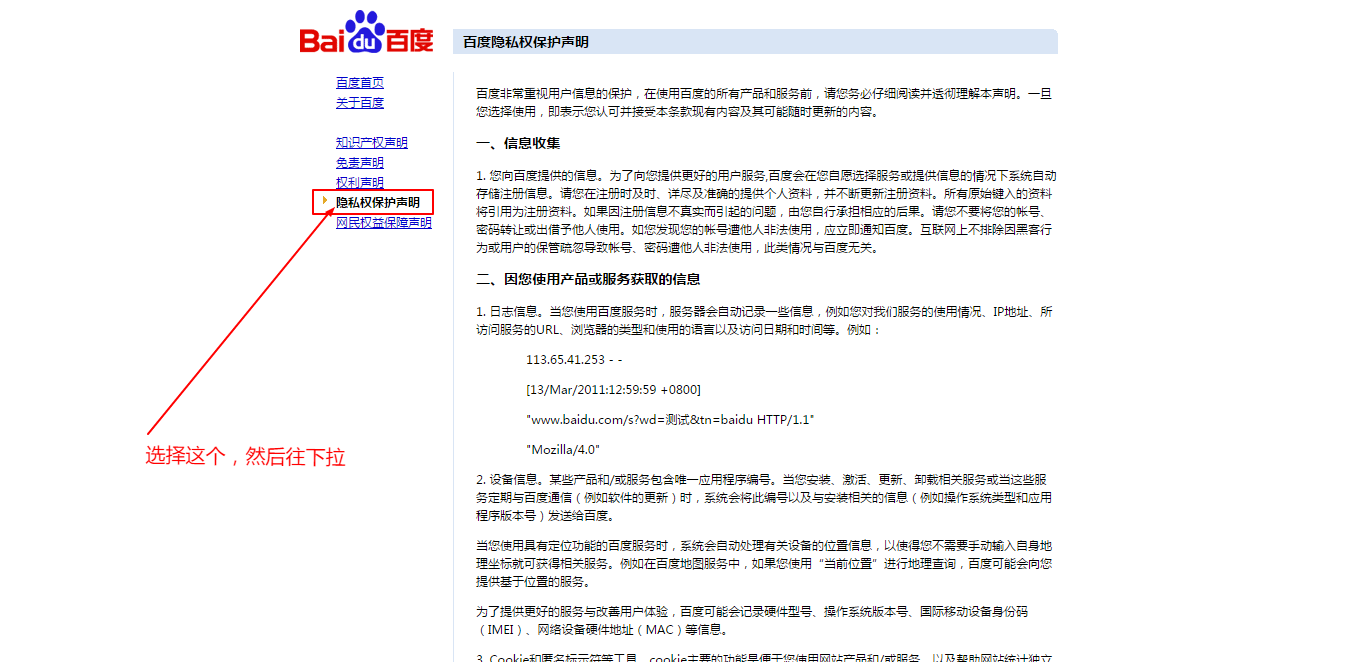 Bai du 百度
百度隐私权保护声明
百度首页
关于百度
知识产权声明
免责声明
权利声明
隐私权保护声明
网民权益保障声明
选择这个，然后往下拉
百度非常重视用户信息的保护，在使用百度的所有产品和服务前，请您务必仔细阅读并透彻理解本声明。一旦
您选择使用，即表示您认可并接受本条款现有内容及其可能随时更新的内容。
一、信息收集
1. 您向百度提供的信息。为了向您提供更好的用户服务,百度会在您自愿选择服务或提供信息的情况下系统自动
存储注册信息。请您在注册时及时、详尽及准确的提供个人资料，并不断更新注册资料。所有原始键入的资料
将引用为注册资料。如果因注册信息不真实而引起的问题，由您自行承担相应的后果。请您不要将您的帐号、
密码转让或出借予他人使用。如您发现您的帐号遭他人非法使用，应立即通知百度。互联网上不排除因黑客行
为或用户的保管疏忽导致帐号、密码遭他人非法使用，此类情况与百度无关。
二、因您使用产品或服务获取的信息
1. 日志信息。当您使用百度服务时，服务器会自动记录一些信息，例如您对我们服务的使用情况、IP地址、所
访问服务的URL、浏览器的类型和使用的语言以及访问日期和时间等。例如：
113.65.41.253 - -
[13/Mar/2011:12:59:59 +0800]
"www.baidu.com/s?wd=测试&tn=baidu HTTP/1.1"
"Mozilla/4.0"
2. 设备信息。某些产品和/或服务包含唯一应用程序编号。当您安装、激活、更新、卸载相关服务或当这些服
务定期与百度通信（例如软件的更新）时，系统会将此编号以及与安装相关的信息（例如操作系统类型和应用
程序版本号）发送给百度。
当您使用具有定位功能的百度服务时，系统会自动处理有关设备的位置信息，以使得您不需要手动输入自身地
理坐标就可获得相关服务。例如在百度地图服务中，如果您使用“当前位置”进行地理查询，百度可能会向您
提供基于位置的服务。
为了提供更好的服务与改善用户体验，百度可能会记录硬件型号、操作系统版本号、国际移动设备身份码
（IMEI）、网络设备硬件地址（MAC）等信息。
3. Cookie和匿名标示符等工具。cookie主要的功能是便于您使用网站产品和/或服务，以及帮助网站统计独立